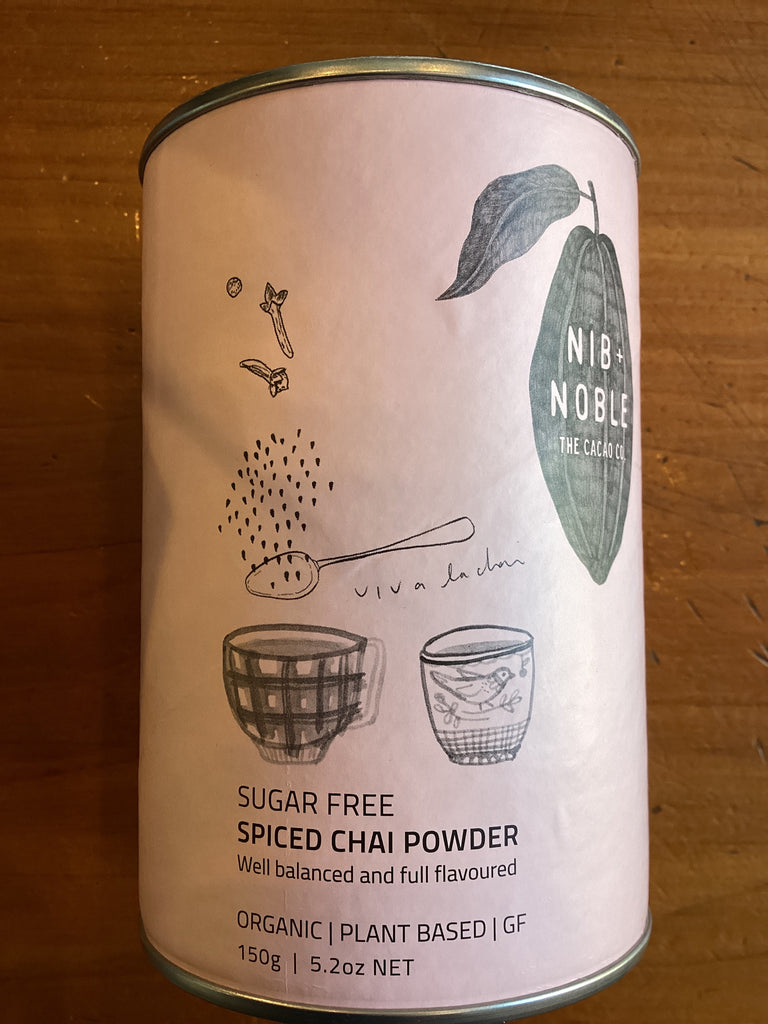 NIB +
NOBLE
THE CACAO CO.
viva la chai
SUGAR FREE
SPICED CHAI POWDER
Well balanced and full flavoured
ORGANIC | PLANT BASED | GF
150g | 5.2oz NET